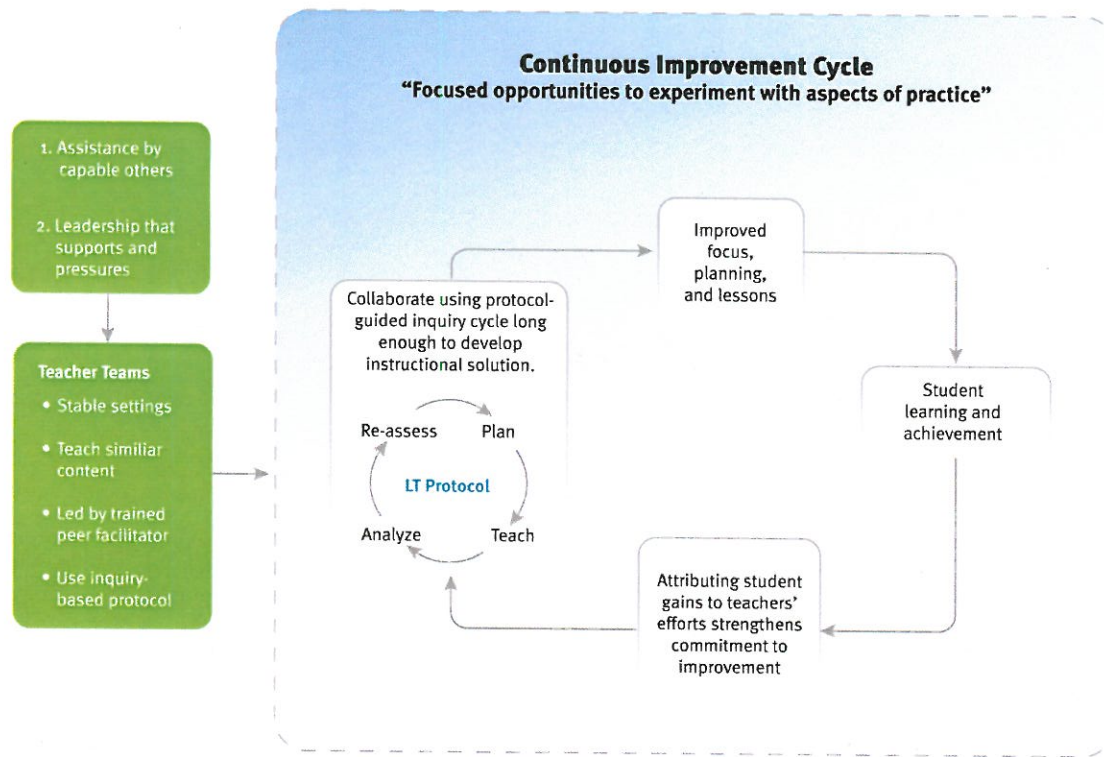 Continuous Improvement Cycle
“Focused opportunities to experiment with aspects of practice”
1. Assistance by
capable others
2. Leadership that
supports and
pressures
Teacher Teams
• Stable settings
• Teach similiar
content
• Led by trained
peer facilitator
• Use inquiry-
based protocol
Collaborate using protocol-
guided inquiry cycle long
enough to develop
instructional solution.
Re-assess
Plan
LT Protocol
Analyze
Teach
Improved
focus,
planning,
and lessons
Student
learning and
achievement
Attributing student
gains to teachers’
efforts strengthens
commitment to
improvement